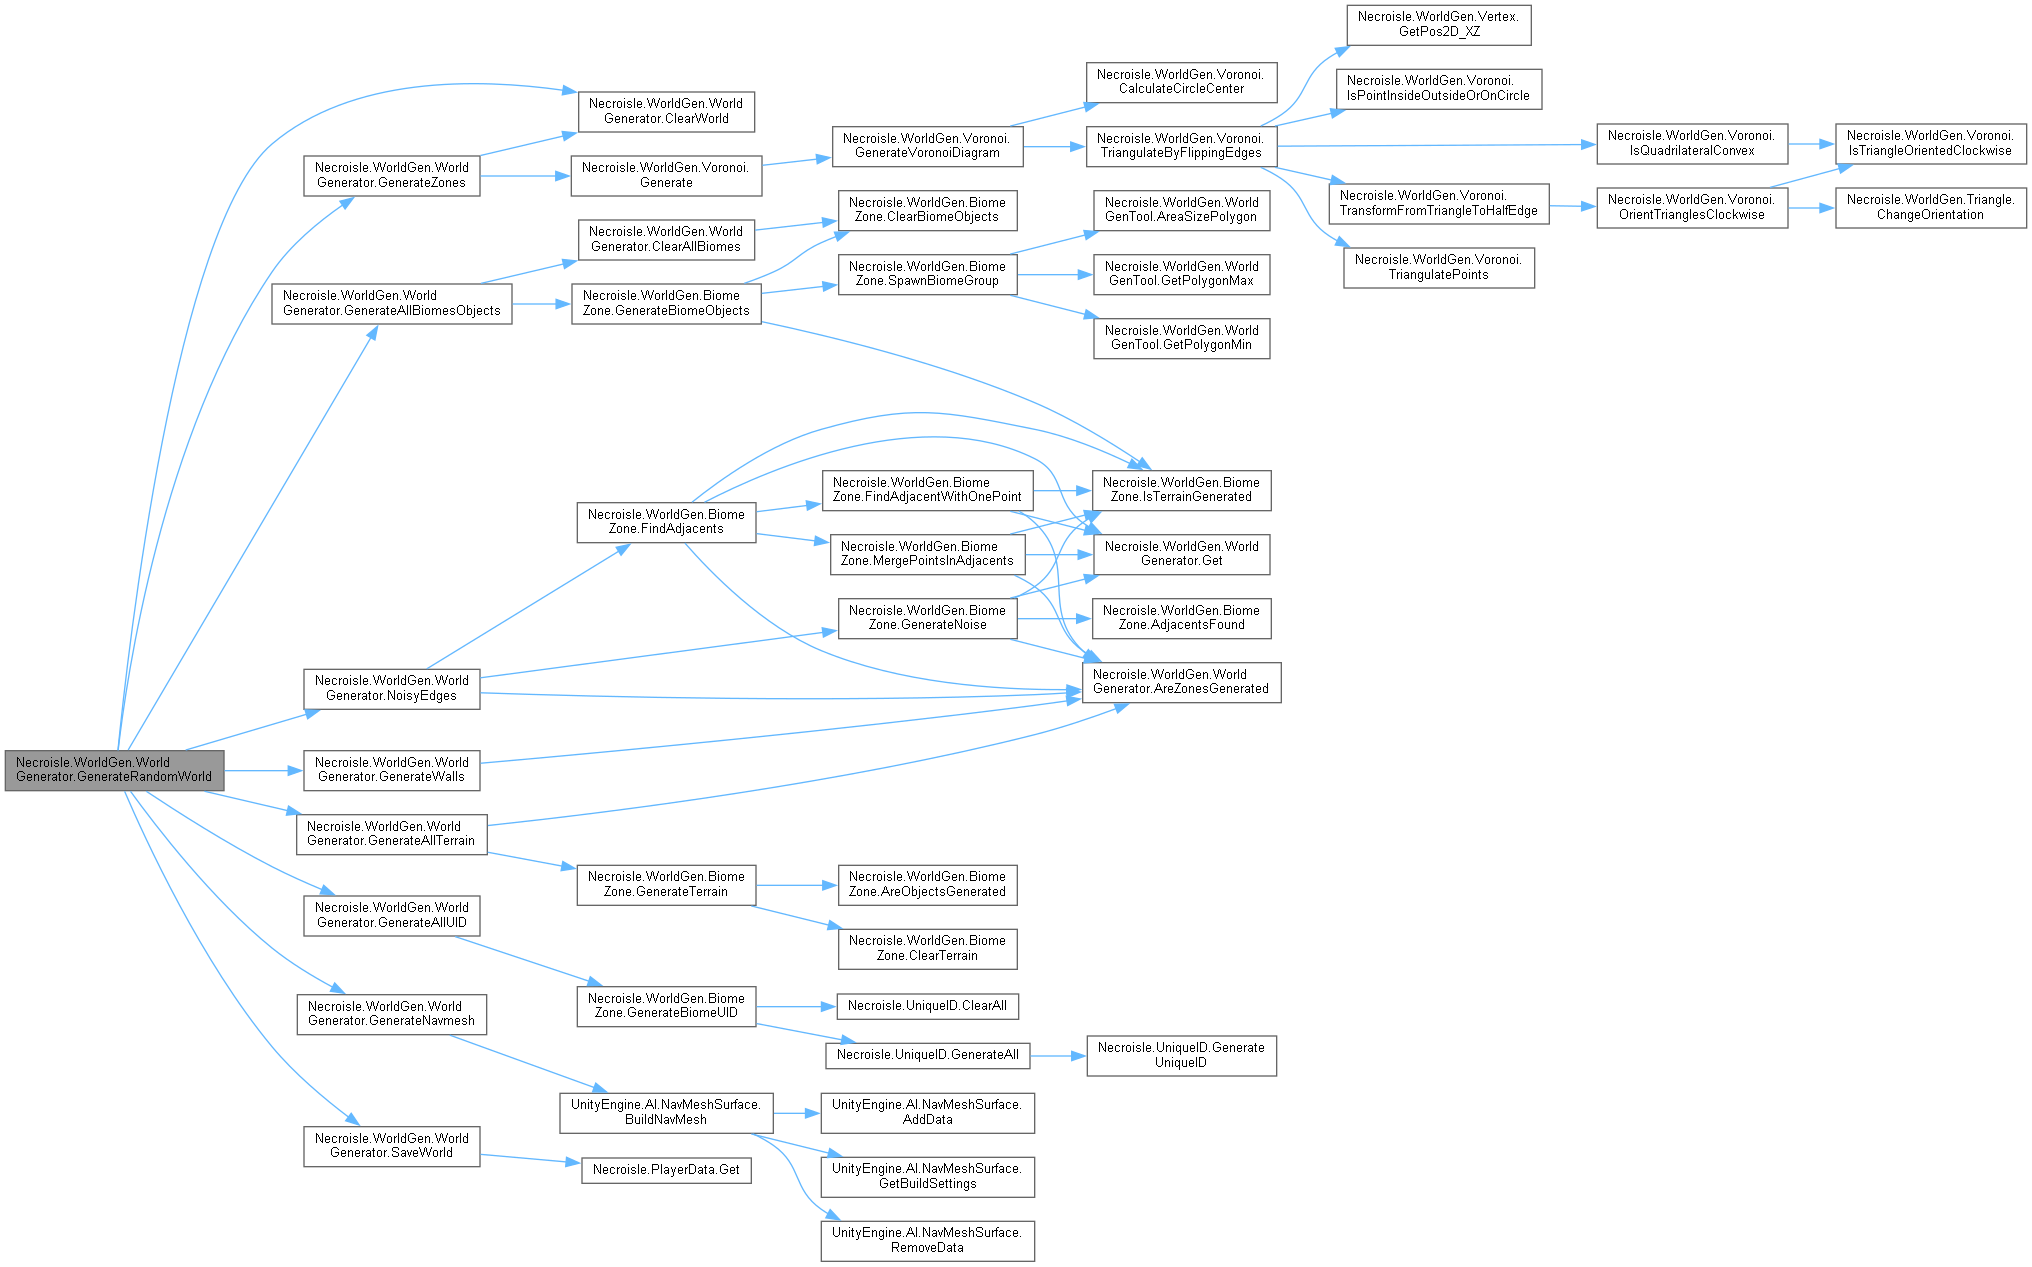 Necroisle.WorldGen.World
Generator.GenerateRandomWorld
Necroisle.WorldGen.World
Generator.ClearWorld
Necroisle.WorldGen.World
Generator.GenerateZones
Necroisle.WorldGen.Voronoi.
Generate
Necroisle.WorldGen.Voronoi.
GenerateVoronoiDiagram
Necroisle.WorldGen.Voronoi.
CalculateCircleCenter
Necroisle.WorldGen.Voronoi.
TriangulateByFlippingEdges
Necroisle.WorldGen.Vertex.
GetPos2D_XZ
Necroisle.WorldGen.Voronoi.
IsPointInsideOutsideOrOnCircle
Necroisle.WorldGen.Voronoi.
IsQuadrilateralConvex
Necroisle.WorldGen.Voronoi.
IsTriangleOrientedClockwise
Necroisle.WorldGen.Voronoi.
TransformFromTriangleToHalfEdge
Necroisle.WorldGen.Voronoi.
OrientTrianglesClockwise
Necroisle.WorldGen.Triangle.
ChangeOrientation
Necroisle.WorldGen.Voronoi.
TriangulatePoints
Necroisle.WorldGen.World
Generator.GenerateAllBiomesObjects
Necroisle.WorldGen.World
Generator.ClearAllBiomes
Necroisle.WorldGen.Biome
Zone.ClearBiomeObjects
Necroisle.WorldGen.Biome
Zone.GenerateBiomeObjects
Necroisle.WorldGen.Biome
Zone.SpawnBiomeGroup
Necroisle.WorldGen.World
GenTool.AreaSizePolygon
Necroisle.WorldGen.World
GenTool.GetPolygonMax
Necroisle.WorldGen.World
GenTool.GetPolygonMin
Necroisle.WorldGen.Biome
Zone.IsTerrainGenerated
Necroisle.WorldGen.World
Generator.NoisyEdges
Necroisle.WorldGen.Biome
Zone.FindAdjacents
Necroisle.WorldGen.Biome
Zone.FindAdjacentWithOnePoint
Necroisle.WorldGen.Biome
Zone.MergePointsInAdjacents
Necroisle.WorldGen.World
Generator.Get
Necroisle.WorldGen.Biome
Zone.GenerateNoise
Necroisle.WorldGen.Biome
Zone.AdjacentsFound
Necroisle.WorldGen.World
Generator.AreZonesGenerated
Necroisle.WorldGen.World
Generator.GenerateWalls
Necroisle.WorldGen.World
Generator.GenerateAllTerrain
Necroisle.WorldGen.Biome
Zone.GenerateTerrain
Necroisle.WorldGen.Biome
Zone.AreObjectsGenerated
Necroisle.WorldGen.Biome
Zone.ClearTerrain
Necroisle.WorldGen.World
Generator.GenerateAllUID
Necroisle.WorldGen.Biome
Zone.GenerateBiomeUID
Necroisle.UniqueID.ClearAll
Necroisle.UniqueID.GenerateAll
Necroisle.UniqueID.Generate
UniqueID
Necroisle.WorldGen.World
Generator.GenerateNavmesh
UnityEngine.AI.NavMeshSurface.
BuildNavMesh
UnityEngine.AI.NavMeshSurface.
AddData
UnityEngine.AI.NavMeshSurface.
GetBuildSettings
UnityEngine.AI.NavMeshSurface.
RemoveData
Necroisle.WorldGen.World
Generator.SaveWorld
Necroisle.PlayerData.Get